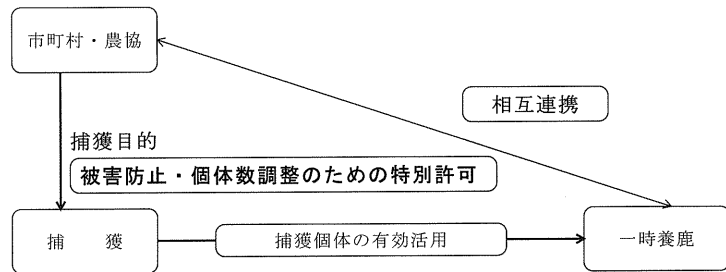 市町村・農協
相互連携
捕獲目的
被害防止・個体数調整のための特別許可
捕　　獲
捕獲個体の有効活用
一時養鹿